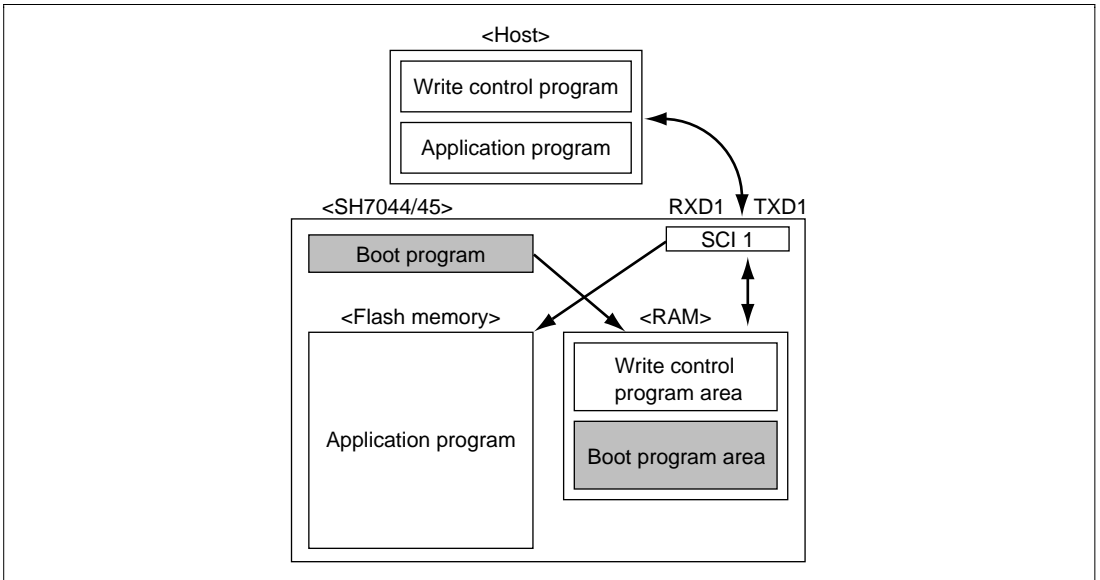 <Host>
Write control program
Application program
<SH7044/45>
RXD1 TXD1
SCI 1
Boot program
<Flash memory>
<RAM>
Write control
program area
Application program
Boot program area